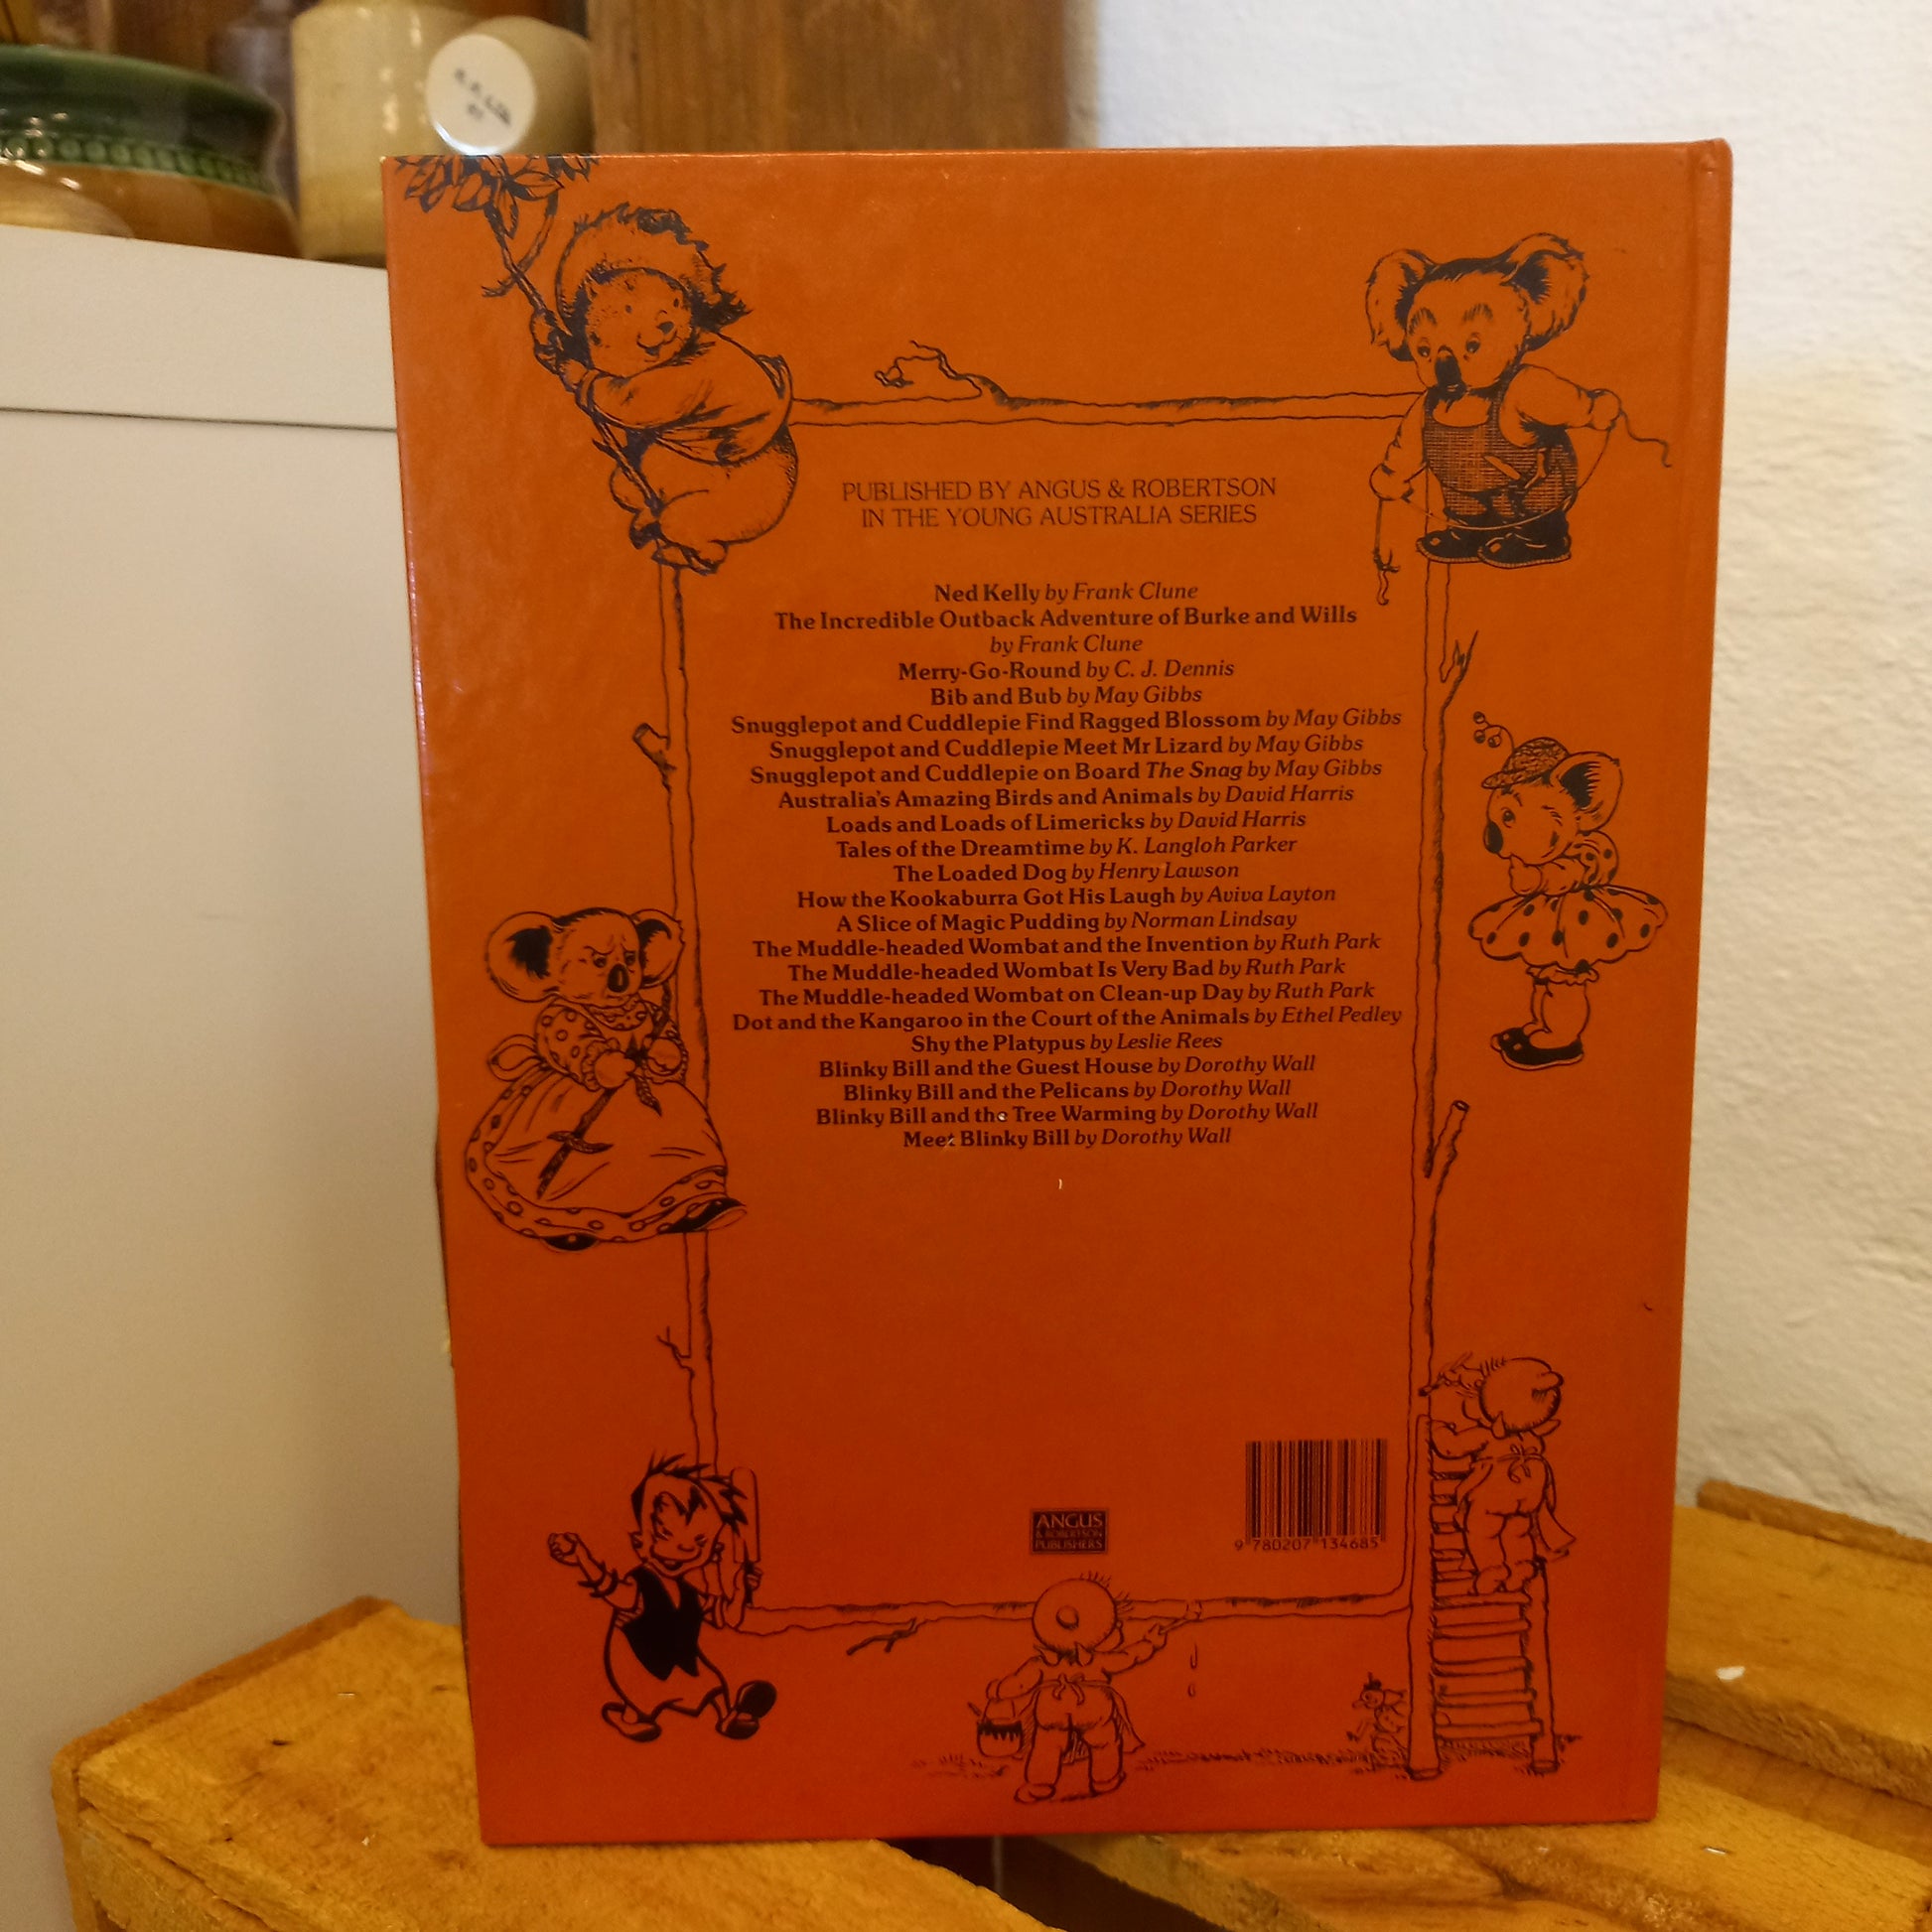 PUBLISHED BY ANGUS & ROBERTSON
IN THE YOUNG AUSTRALIA SERIES
Ned Kelly by Frank Clune
The Incredible Outback Adventure of Burke and Wills
by Frank Clune
Merry-Go-Round by C. J. Dennis
Bib and Bub by May Gibbs
Snugglepot and Cuddlepie Find Ragged Blossom by May Gibbs
Snugglepot and Cuddlepie Meet Mr Lizard by May Gibbs
Snugglepot and Cuddlepie on Board The Snag by May Gibbs
Australia's Amazing Birds and Animals by David Harris
Loads and Loads of Limericks by David Harris
Tales of the Dreamtime by K. Langloh Parker
The Loaded Dog by Henry Lawson
How the Kookaburra Got His Laugh by Aviva Layton
A Slice of Magic Pudding by Norman Lindsay
The Muddle-headed Wombat and the Invention by Ruth Park
The Muddle-headed Wombat Is Very Bad by Ruth Park
The Muddle-headed Wombat on Clean-up Day by Ruth Park
Dot and the Kangaroo in the Court of the Animals by Ethel Pedley
Shy the Platypus by Leslie Rees
Blinky Bill and the Guest House by Dorothy Wall
Blinky Bill and the Pelicans by Dorothy Wall
Blinky Bill and the Tree Warming by Dorothy Wall
Meet Blinky Bill by Dorothy Wall
ANGUS
& ROBERTSON
PUBLISHERS
9 780207 134685